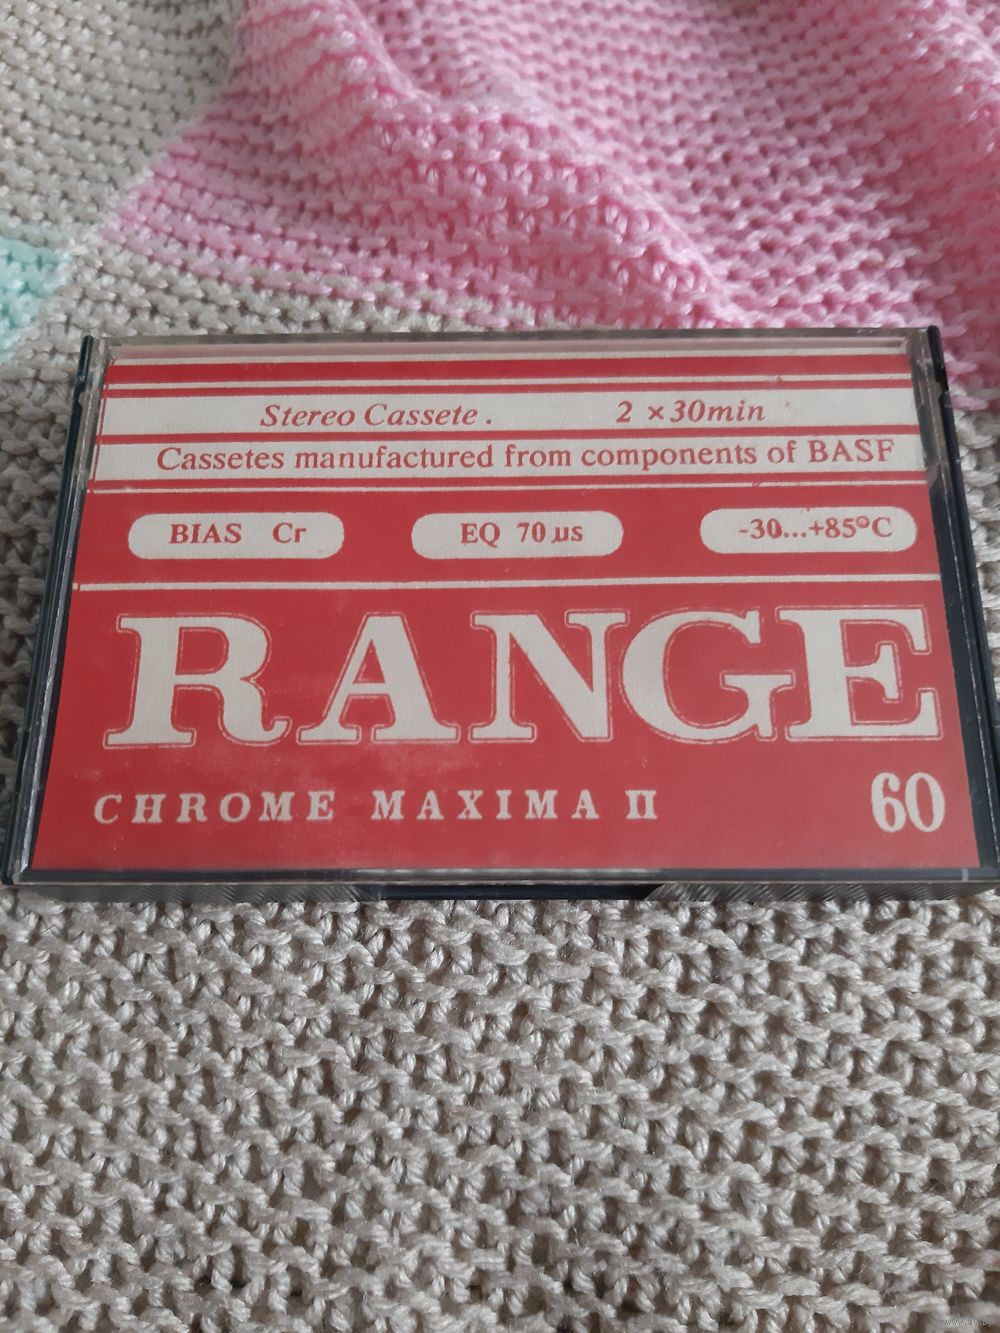 Stereo Cassete. 2 ×30min
Cassetes manufactured from components of BASF
BIAS Cr EQ 70 µs -30...+85°C
RANGE
CHROME MAXIMA II 60